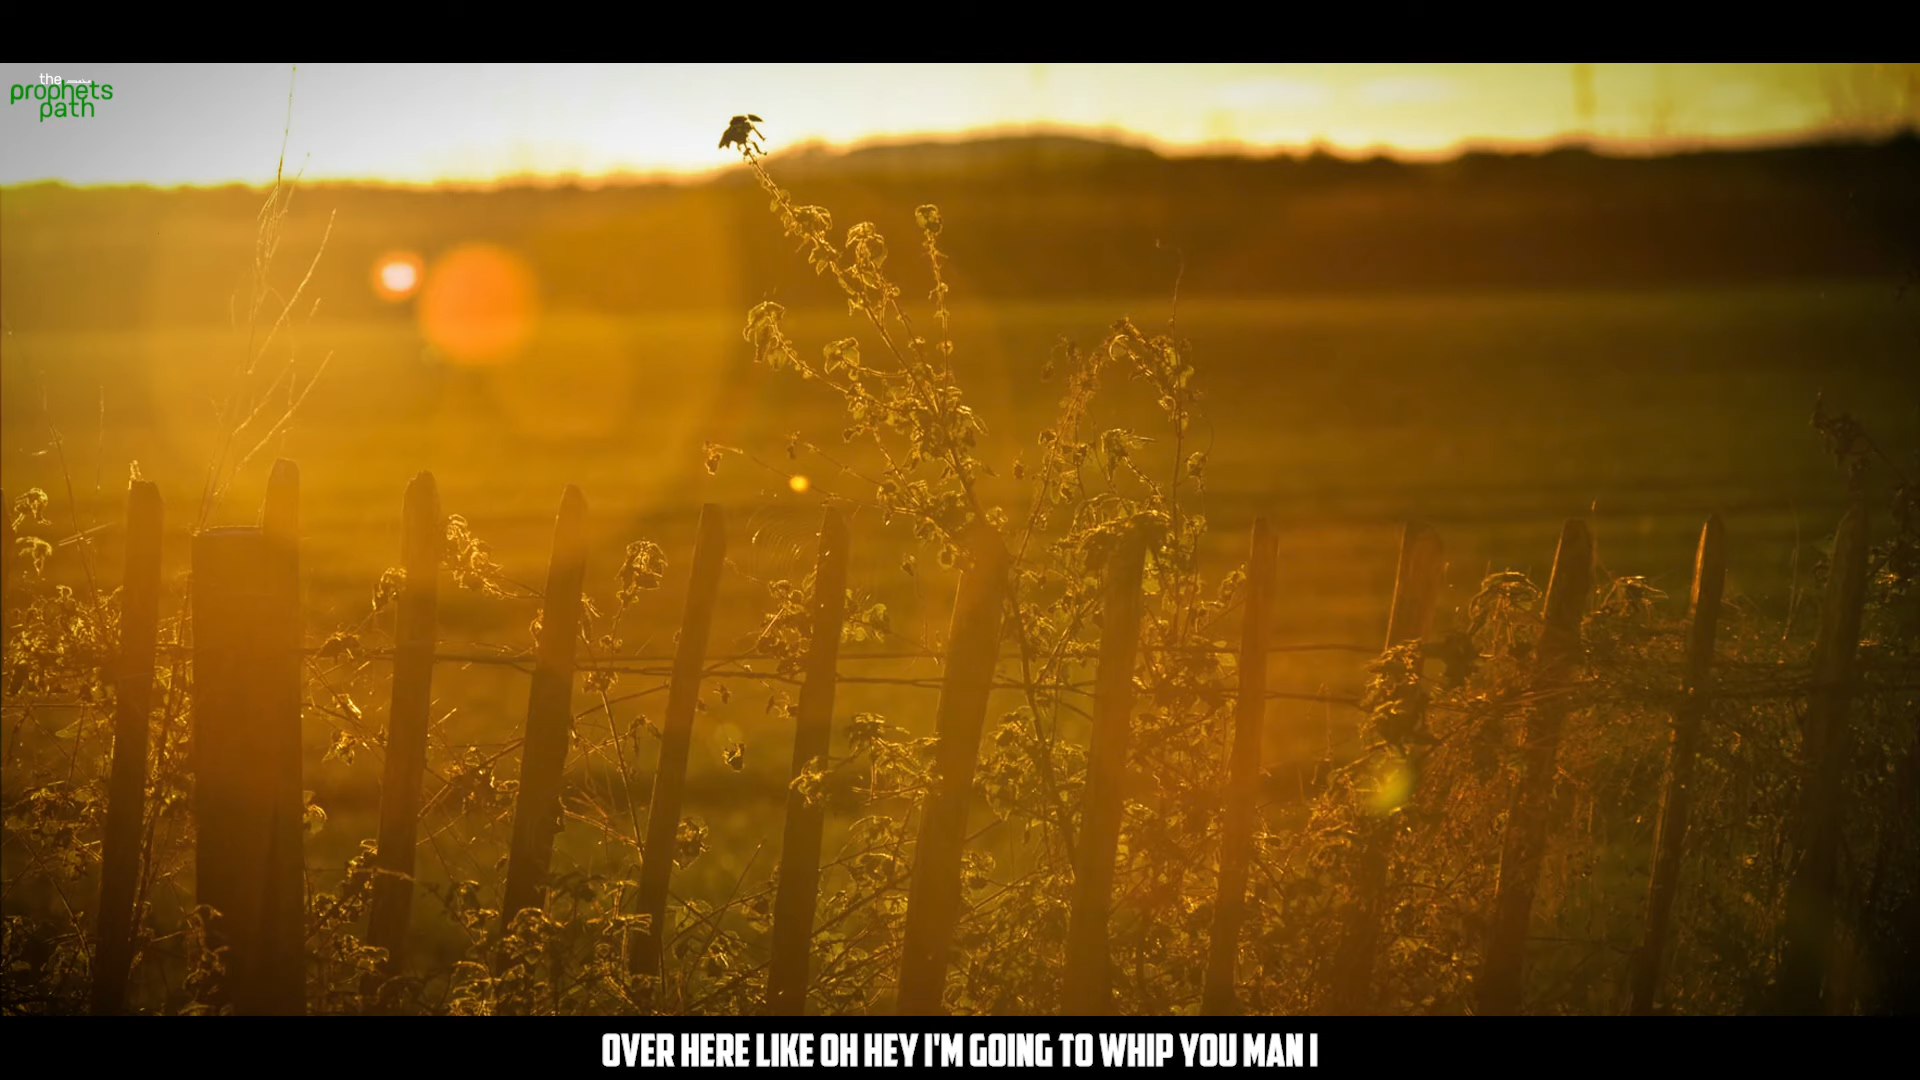 the
prophets
path
OVER HERE LIKE OH HEY I'M GOING TO WHIP YOU MAN I